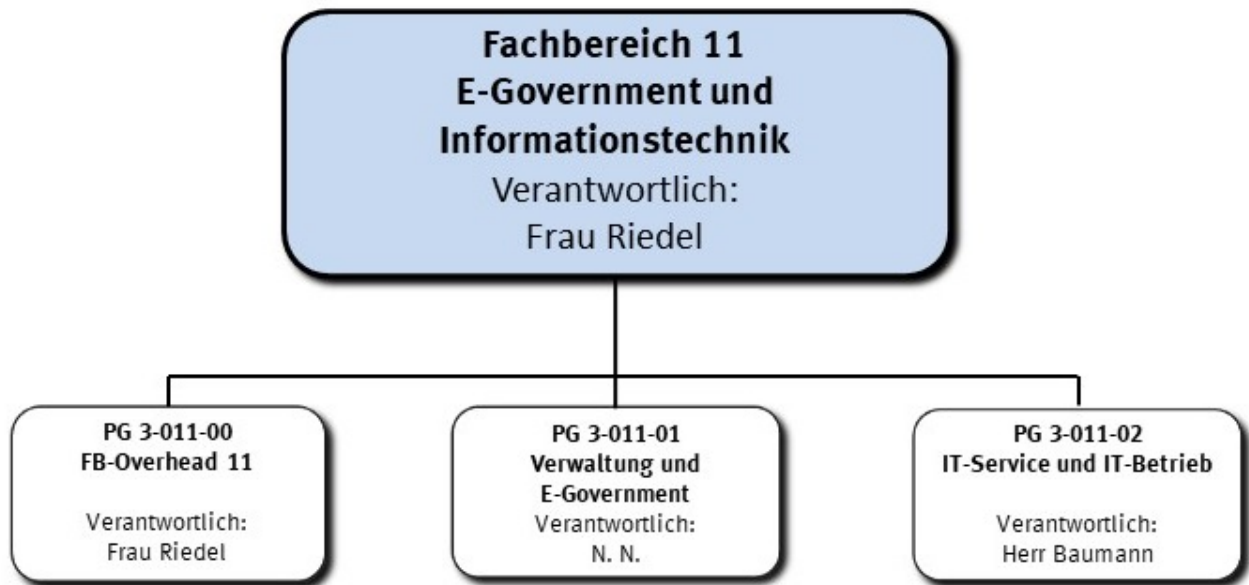 Fachbereich 11
E-Government und
Informationstechnik
Verantwortlich:
Frau Riedel
PG 3-011-00
FB-Overhead 11
Verantwortlich:
Frau Riedel
PG 3-011-01
Verwaltung und
E-Government
Verantwortlich:
N. N.
PG 3-011-02
IT-Service und IT-Betrieb
Verantwortlich:
Herr Baumann